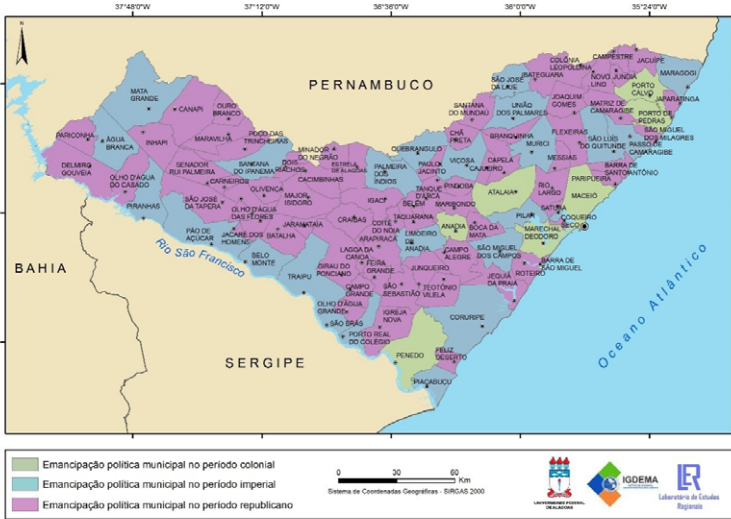 37°48'0"W 37°12'0"W 36°36'0"W 36°0'0"W 35°24'0"W
N
PERNAMBUCO
BAHIA
SERGIPE
Rio São Francisco
Oceano Atlântico
MATA GRANDE
CANAPI
OURO BRANCO
PARICONHA
ÁGUA BRANCA
INHAPI
MARAVILHA
POÇO DAS TRINCHEIRAS
DELMIRO GOUVEIA
OLHO D'ÁGUA DO CASADO
PIRANHAS
SENADOR RUI PALMEIRA
CARNEIROS
SANTANA DO IPANEMA
DOIS RIACHOS
MINADOR DO NEGRÃO
ESTRELA DE ALAGOAS
CACIMBINHAS
SÃO JOSÉ DA TAPERA
OLIVENÇA
OLHO D'ÁGUA DAS FLORES
MAJOR ISIDORO
PÃO DE AÇUCAR
JACARÉ DOS HOMENS
BATALHA
JARAMATAIA
BELO MONTE
TRAIPU
PALMEIRA DOS ÍNDIOS
QUEBRANGULO
PAULO JACINTO
CHÃ PRETA
VIÇOSA
CAJUEIRO
CAPELA
PINDOBA
TANQUE D'ARCA
MARIBONDO
BELÉM
IGACI
CRAIBAS
COITÉ DO NOIA
TAQUARANA
ARAPIRACA
LIMOEIRO DE ANADIA
ANADIA
BOCA DA MATA
ATALAIA
LAGOA DA CANOA
GIRAU DO PONCIANO
FEIRA GRANDE
CAMPO GRANDE
SÃO SEBASTIÃO
JUNQUEIRO
CAMPO ALEGRE
TEOTÔNIO VILELA
SÃO MIGUEL DOS CAMPOS
OLHO D'ÁGUA GRANDE
SÃO BRÁS
PORTO REAL DO COLÉGIO
IGREJA NOVA
PENEDO
FELIZ DESERTO
PIAÇABUÇU
CORURIPE
JEQUIÁ DA PRAIA
ROTEIRO
BARRA DE SÃO MIGUEL
MARECHAL DEODORO
PILAR
COQUEIRO SECO
SATUBA
RIO LARGO
MACEIÓ
PARIPUEIRA
BARRA DE SANTO ANTÔNIO
MESSIAS
MURICI
BRANQUINHA
FLEXEIRAS
SÃO LUÍS DO QUITUNDE
PASSO DE CAMARAGIBE
SÃO MIGUEL DOS MILAGRES
PORTO DE PEDRAS
JAPARATINGA
MARAGOGI
PORTO CALVO
MATRIZ DE CAMARAGIBE
JOAQUIM GOMES
UNIÃO DOS PALMARES
SANTANA DO MUNDAÚ
SÃO JOSÉ DA LAJE
IBATEGUARA
COLÔNIA LEOPOLDINA
NOVO LINO
JUNDIÁ
CAMPESTRE
JACUÍPE
Emancipação política municipal no período colonial
Emancipação política municipal no período imperial
Emancipação política municipal no período republicano
0 30 60
Km
Sistema de Coordenadas Geográficas - SIRGAS 2000
UNIVERSIDADE FEDERAL
DE ALAGOAS
IGDEMA
LER
Laboratório de Estudos
Regionais